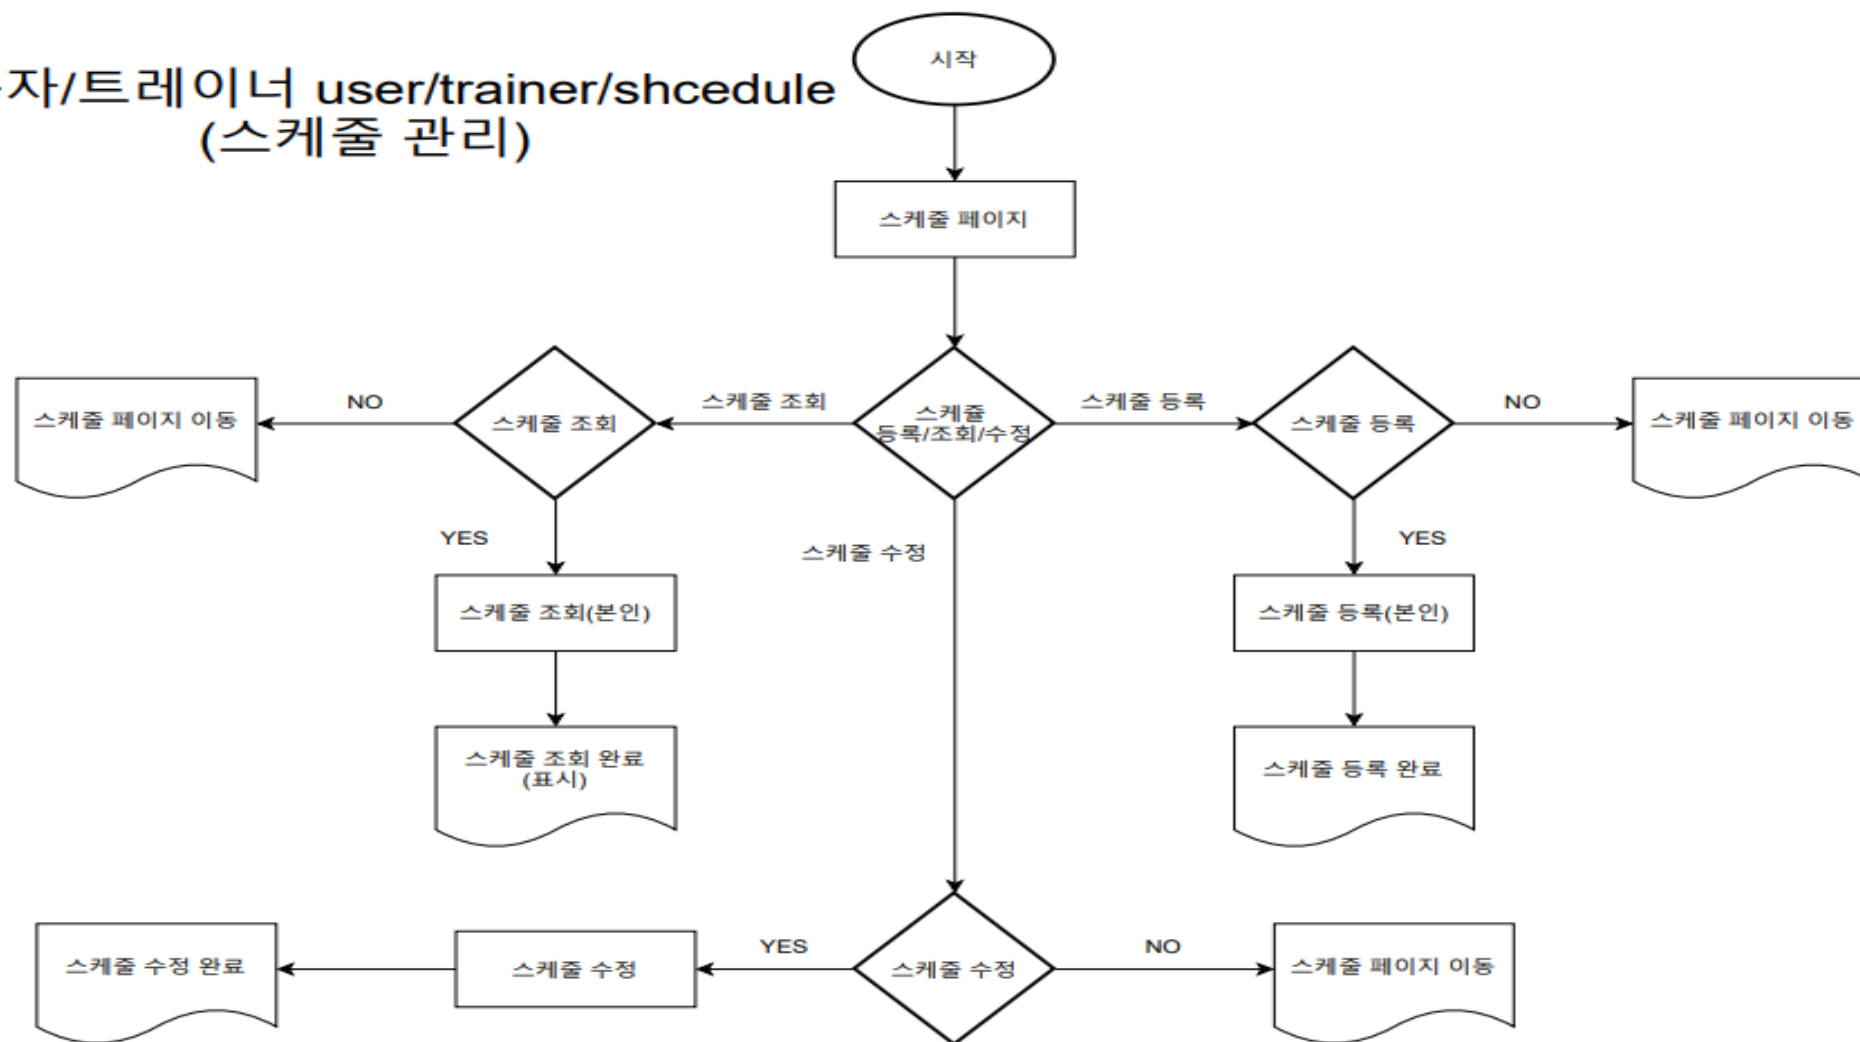 자/트레이너 user/trainer/shcedule
(스케줄 관리)
시작
스케줄 페이지
스케줄 페이지 이동
NO
스케줄 조회
스케줄 조회
스케쥴
등록/조회/수정
스케줄 등록
스케줄 등록
NO
스케줄 페이지 이동
YES
스케줄 수정
YES
스케줄 조회(본인)
스케줄 등록(본인)
스케줄 조회 완료
(표시)
스케줄 등록 완료
스케줄 수정 완료
스케줄 수정
YES
스케줄 수정
NO
스케줄 페이지 이동